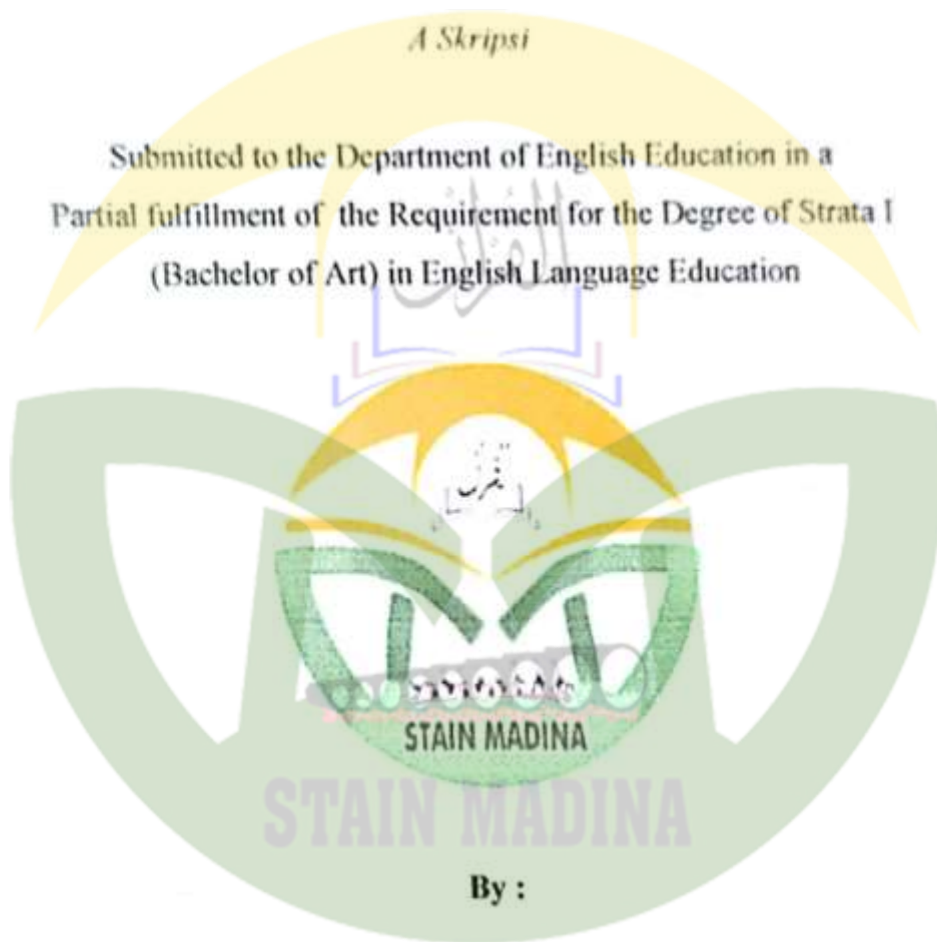 A Skripsi
Submitted to the Department of English Education in a
Partial fulfillment of the Requirement for the Degree of Strata I
(Bachelor of Art) in English Language Education
القرآن
STAIN MADINA
STAIN MADINA
By :